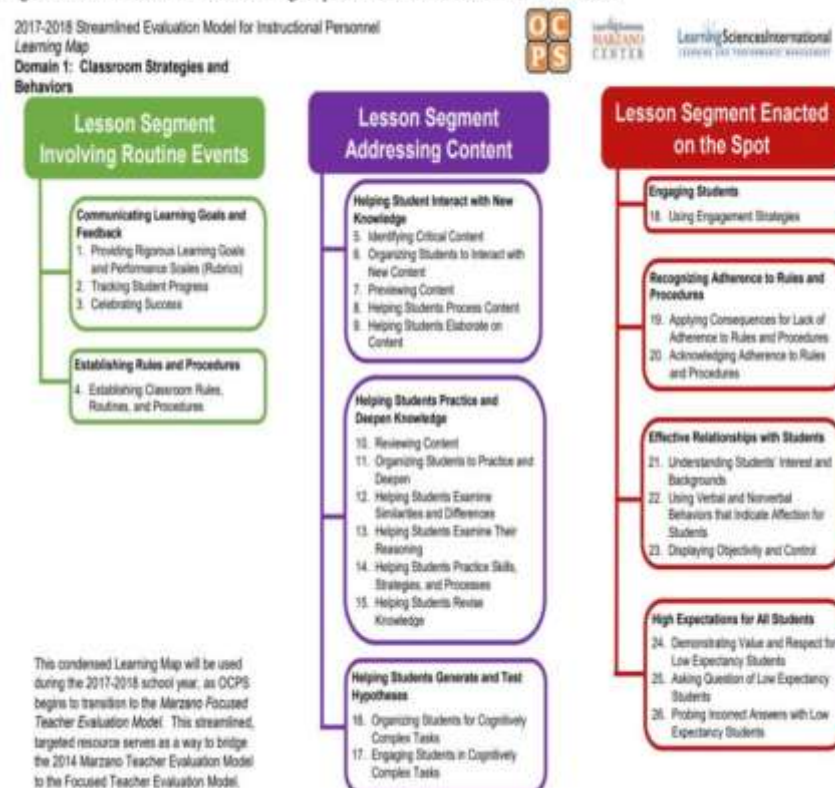 2017-2018 Streamlined Evaluation Model for Instructional Personnel
Learning Map
Domain 1: Classroom Strategies and
Behaviors
OC
PS
MARZANO
CENTER
LearningSciencesInternational
LEARNING AND PERFORMANCE MANAGEMENT
Lesson Segment
Involving Routine Events
Communicating Learning Goals and
Feedback
1. Providing Rigorous Learning Goals
and Performance Scales (Rubrics)
2. Tracking Student Progress
3. Celebrating Success
Establishing Rules and Procedures
4. Establishing Classroom Rules,
Routines, and Procedures
This condensed Learning Map will be used
during the 2017-2018 school year, as OCPS
begins to transition to the Marzano Focused
Teacher Evaluation Model. This streamlined,
targeted resource serves as a way to bridge
the 2014 Marzano Teacher Evaluation Model
to the Focused Teacher Evaluation Model.
Lesson Segment
Addressing Content
Helping Student Interact with New
Knowledge
5. Identifying Critical Content
6. Organizing Students to Interact with
New Content
7. Previewing Content
8. Helping Students Process Content
9. Helping Students Elaborate on
Content
Helping Students Practice and
Deepen Knowledge
10. Reviewing Content
11. Organizing Students to Practice and
Deepen
12. Helping Students Examine
Similarities and Differences
13. Helping Students Examine Their
Reasoning
14. Helping Students Practice Skills,
Strategies, and Processes
15. Helping Students Revise
Knowledge
Helping Students Generate and Test
Hypotheses
16. Organizing Students for Cognitively
Complex Tasks
17. Engaging Students in Cognitively
Complex Tasks
Lesson Segment Enacted
on the Spot
Engaging Students
18. Using Engagement Strategies
Recognizing Adherence to Rules and
Procedures
19. Applying Consequences for Lack of
Adherence to Rules and Procedures
20. Acknowledging Adherence to Rules
and Procedures
Effective Relationships with Students
21. Understanding Students' Interest and
Backgrounds
22. Using Verbal and Nonverbal
Behaviors that Indicate Affection for
Students
23. Displaying Objectivity and Control
High Expectations for All Students
24. Demonstrating Value and Respect for
Low Expectancy Students
25. Asking Question of Low Expectancy
Students
26. Probing Incorrect Answers with Low
Expectancy Students